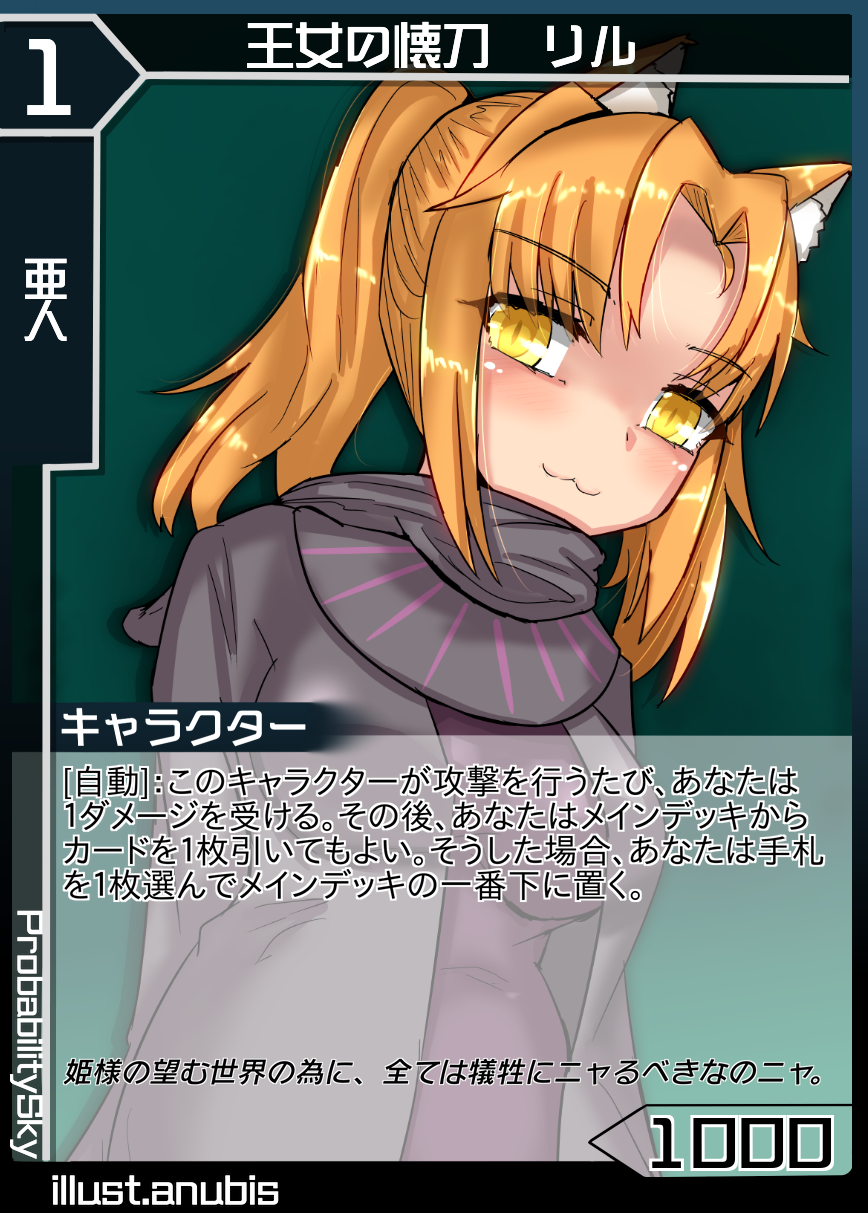 1
王女の懐刀　リル
亜人
キャラクター
[自動]:このキャラクターが攻撃を行うたび、あなたは
1ダメージを受ける。その後、あなたはメインデッキから
カードを1枚引いてもよい。そうした場合、あなたは手札
を1枚選んでメインデッキの一番下に置く。
姫様の望む世界の為に、全ては犠牲にニャるべきなのニャ。
1000
ProbabilitySky
illust.anubis